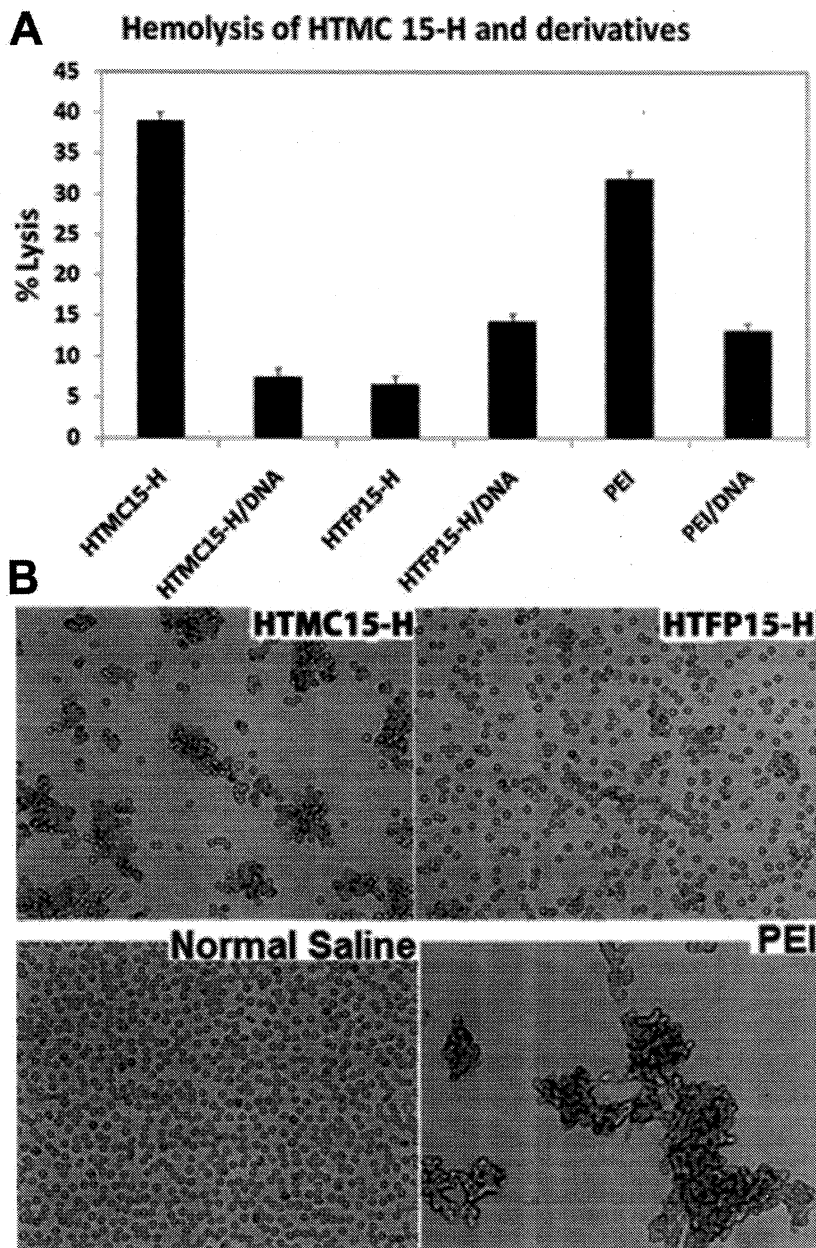 A
Hemolysis of HTMC 15-H and derivatives
% Lysis
45
40
35
30
25
20
15
10
5
0
HTMC15-H
HTMC15-H/DNA
HTFP15-H
HTFP15-H/DNA
PEI
PEI/DNA
B
HTMC15-H
HTFP15-H
Normal Saline
PEI